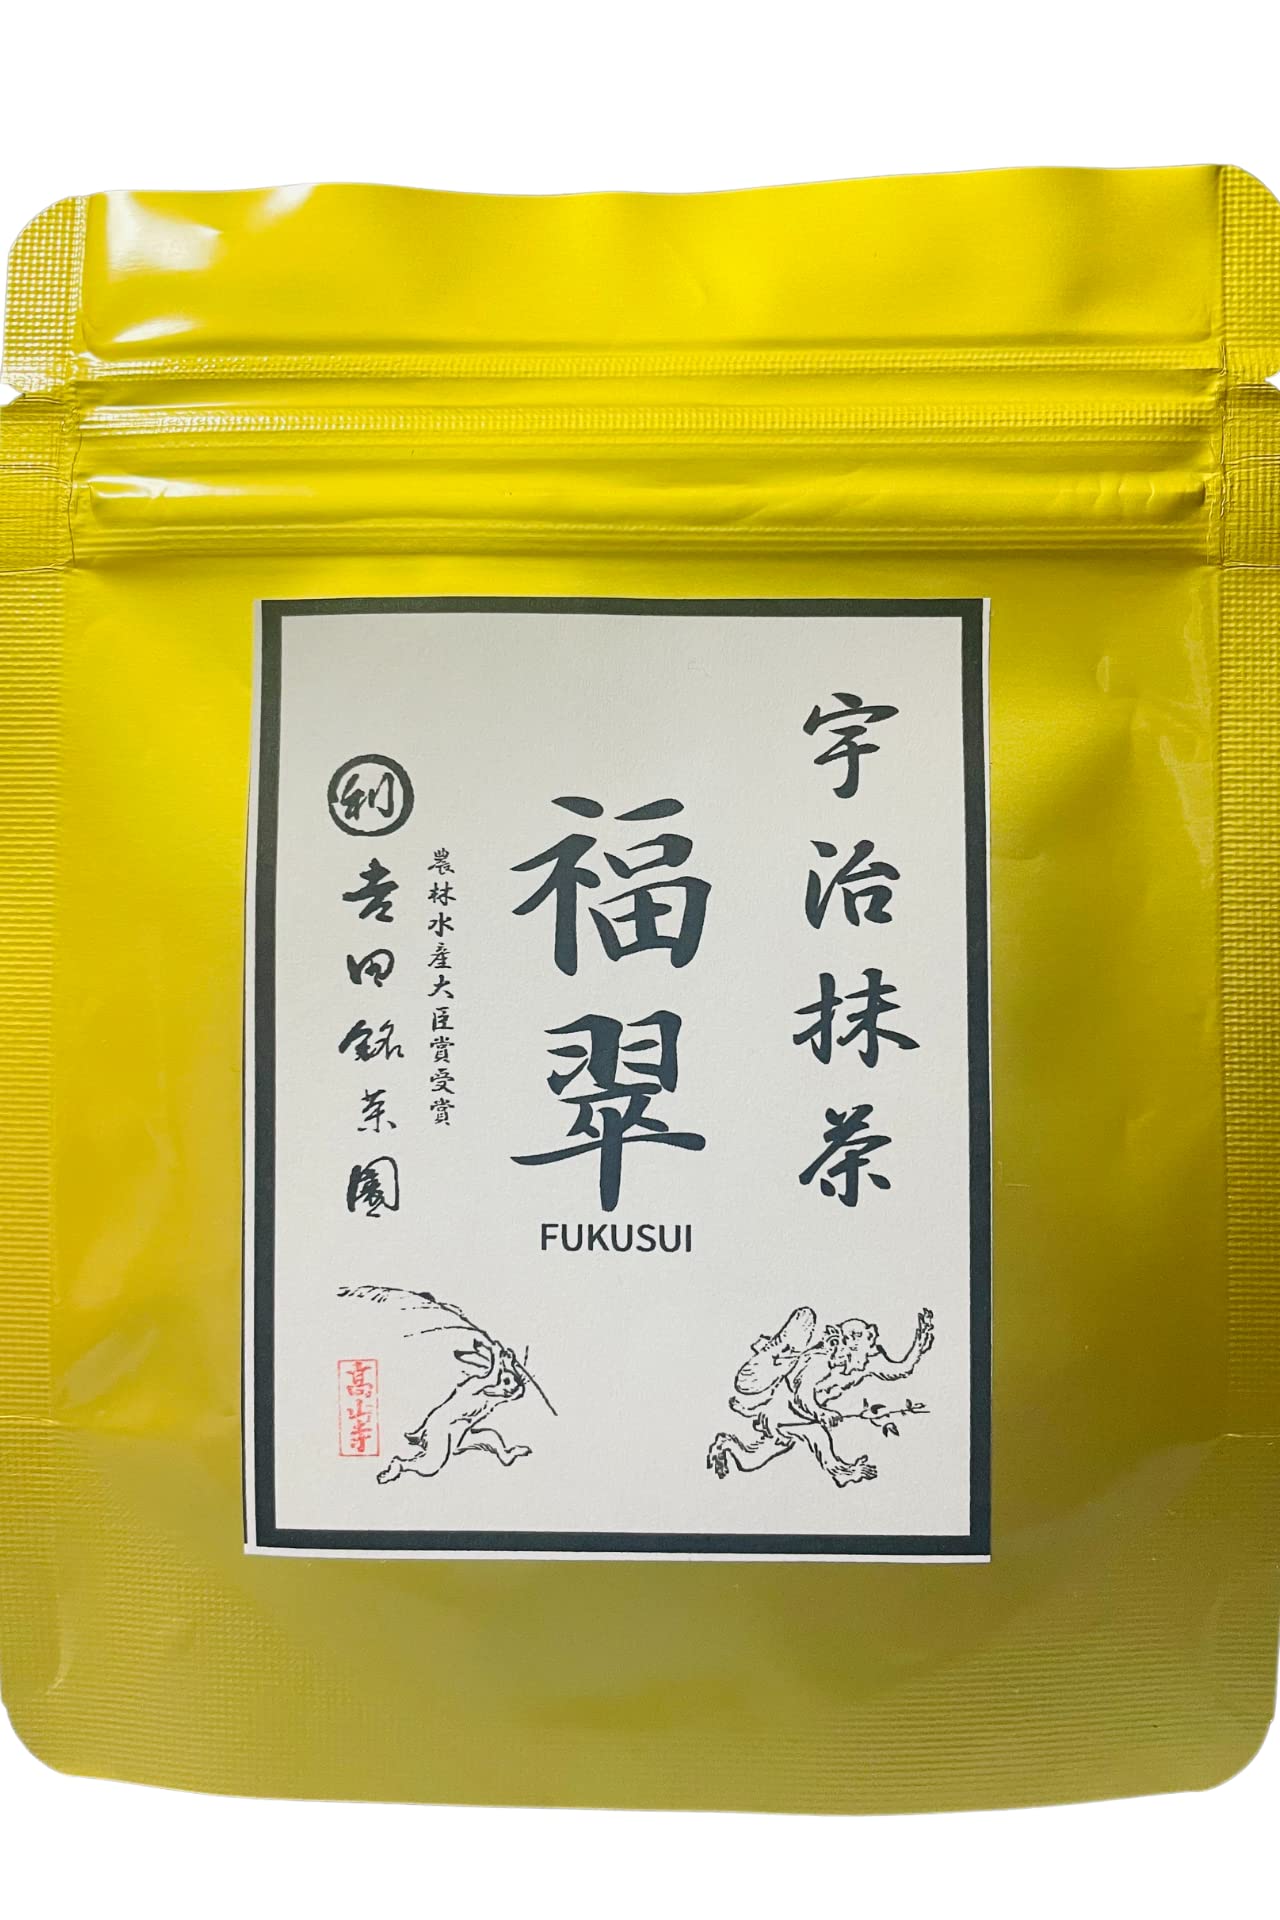 宇治抹茶
福翠
FUKUSUI
農林水産大臣賞受賞
利
吉田銘茶園
高山寺